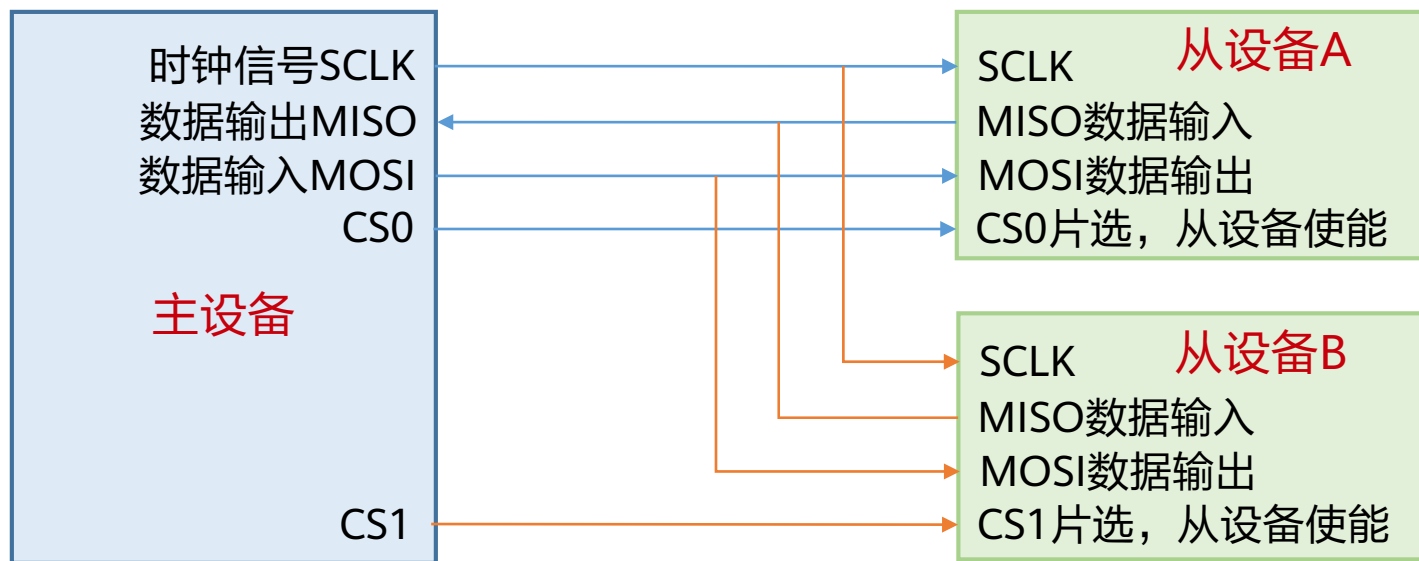 时钟信号SCLK
数据输出MISO
数据输入MOSI
CS0
主设备
CS1
从设备A
SCLK
MISO数据输入
MOSI数据输出
CS0片选，从设备使能
从设备B
SCLK
MISO数据输入
MOSI数据输出
CS1片选，从设备使能